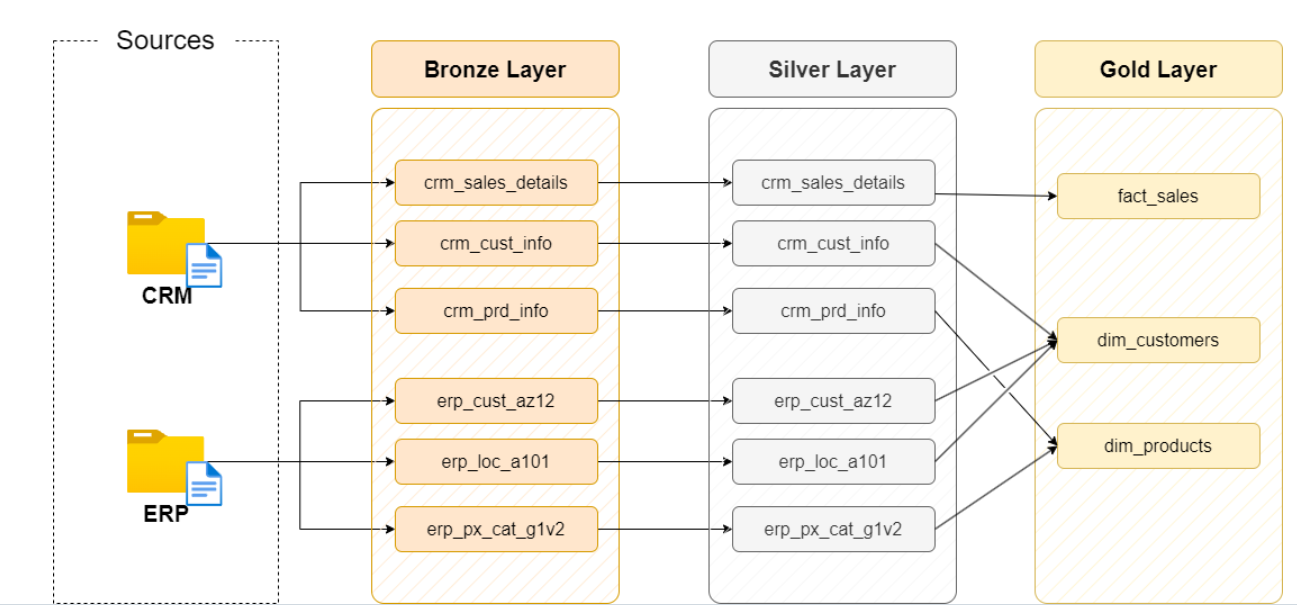 Sources
Bronze Layer
Silver Layer
Gold Layer
CRM
ERP
crm_sales_details
crm_cust_info
crm_prd_info
erp_cust_az12
erp_loc_a101
erp_px_cat_g1v2
crm_sales_details
crm_cust_info
crm_prd_info
erp_cust_az12
erp_loc_a101
erp_px_cat_g1v2
fact_sales
dim_customers
dim_products